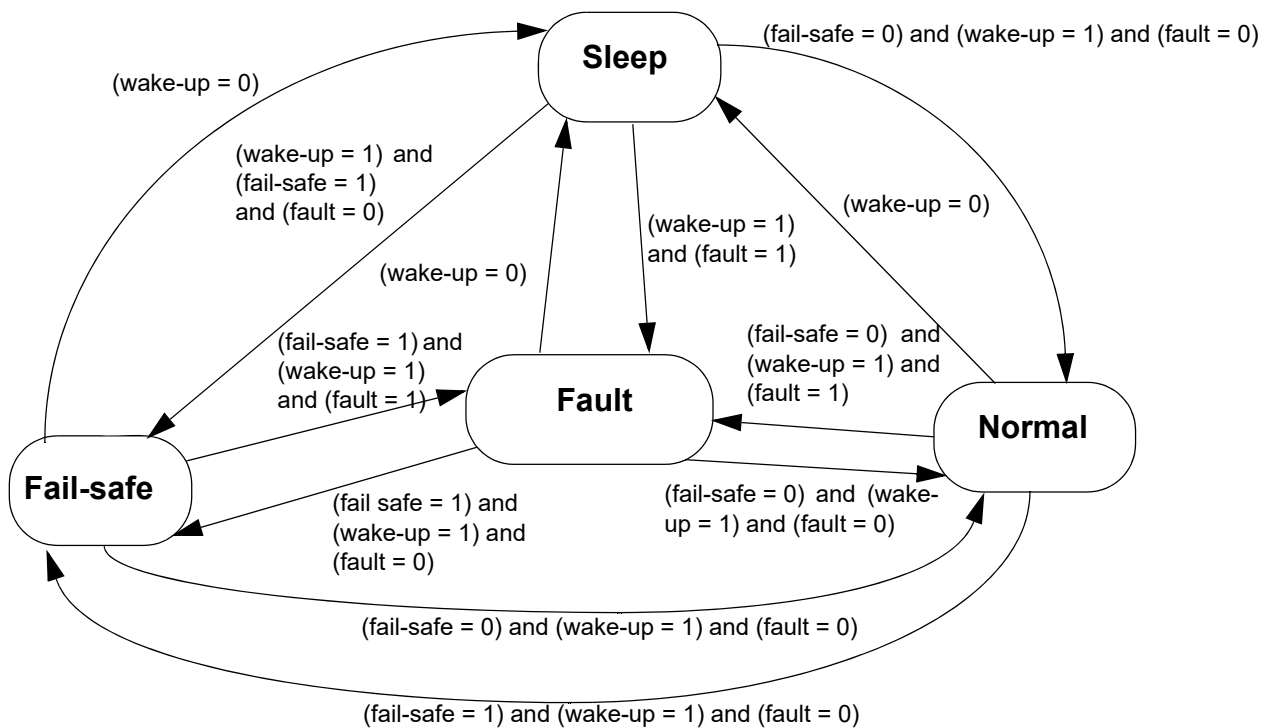 Sleep
(fail-safe = 0) and (wake-up = 1) and (fault = 0)
(wake-up = 0)
(wake-up = 1) and
(fail-safe = 1)
and (fault = 0)
(wake-up = 0)
(wake-up = 1)
and (fault = 1)
(wake-up = 0)
(fail-safe = 1) and
(wake-up = 1)
and (fault = 1)
(fail-safe = 0) and
(wake-up = 1) and
(fault = 1)
Fault
Normal
Fail-safe
(fail safe = 1) and
(wake-up = 1) and
(fault = 0)
(fail-safe = 0) and (wake-
up = 1) and (fault = 0)
(fail-safe = 0) and (wake-up = 1) and (fault = 0)
(fail-safe = 1) and (wake-up = 1) and (fault = 0)